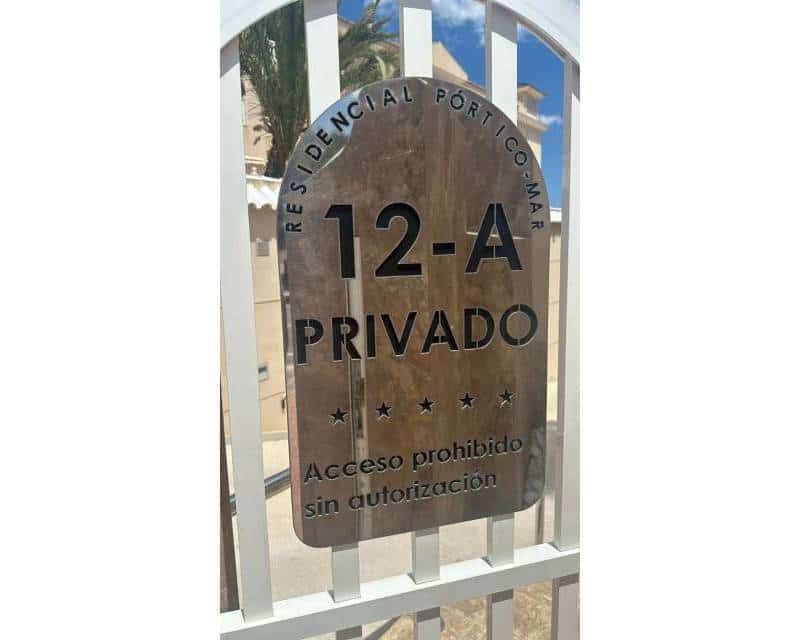 RESIDENCIAL PÓRTICO-MAR
12-A
PRIVADO
★ ★ ★ ★ ★
Acceso prohibido
sin autorización